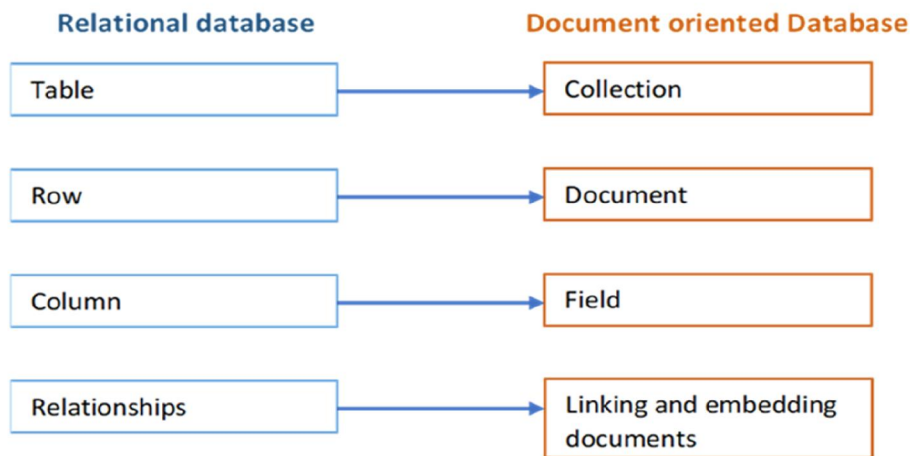 Relational database
Document oriented Database
Table
Collection
Row
Document
Column
Field
Relationships
Linking and embedding
documents